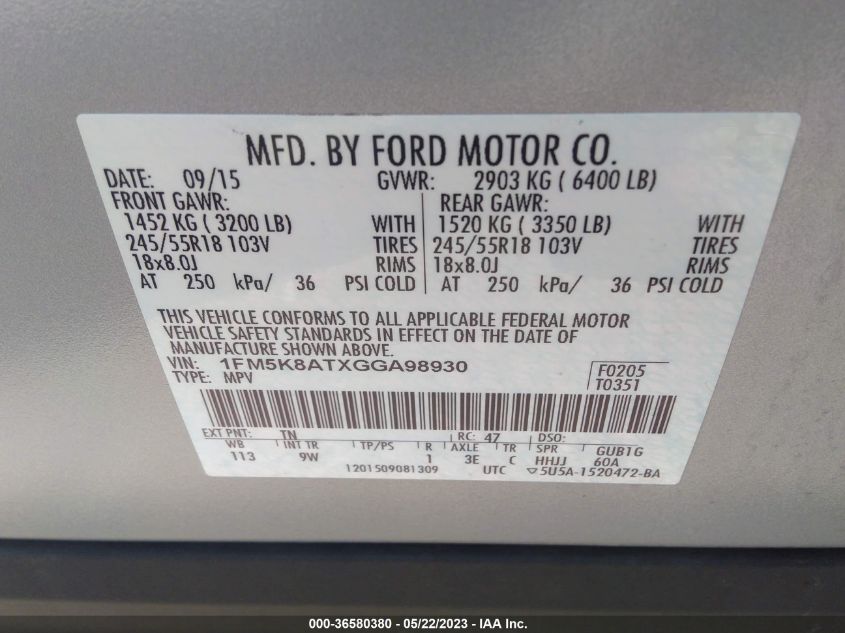 MFD. BY FORD MOTOR CO.
DATE: 09/15 GVWR: 2903 KG ( 6400 LB)
FRONT GAWR: REAR GAWR:
1452 KG ( 3200 LB) WITH 1520 KG ( 3350 LB) WITH
245/55R18 103V TIRES 245/55R18 103V TIRES
18x8.0J RIMS 18x8.0J RIMS
AT 250 kPa/ 36 PSI COLD AT 250 kPa/ 36 PSI COLD
THIS VEHICLE CONFORMS TO ALL APPLICABLE FEDERAL MOTOR
VEHICLE SAFETY STANDARDS IN EFFECT ON THE DATE OF
MANUFACTURE SHOWN ABOVE.
VIN: 1FM5K8ATXGGA98930 F0205
TYPE: MPV T0351
EXT PNT: TN RC: 47 DSO:
WB INT TR TP/PS R AXLE TR SPR GUB1G
113 9W 1 3E C HHJJ 60A
1201509081309 UTC ▽5U5A-1520472-BA
000-36580380 - 05/22/2023 - IAA Inc.